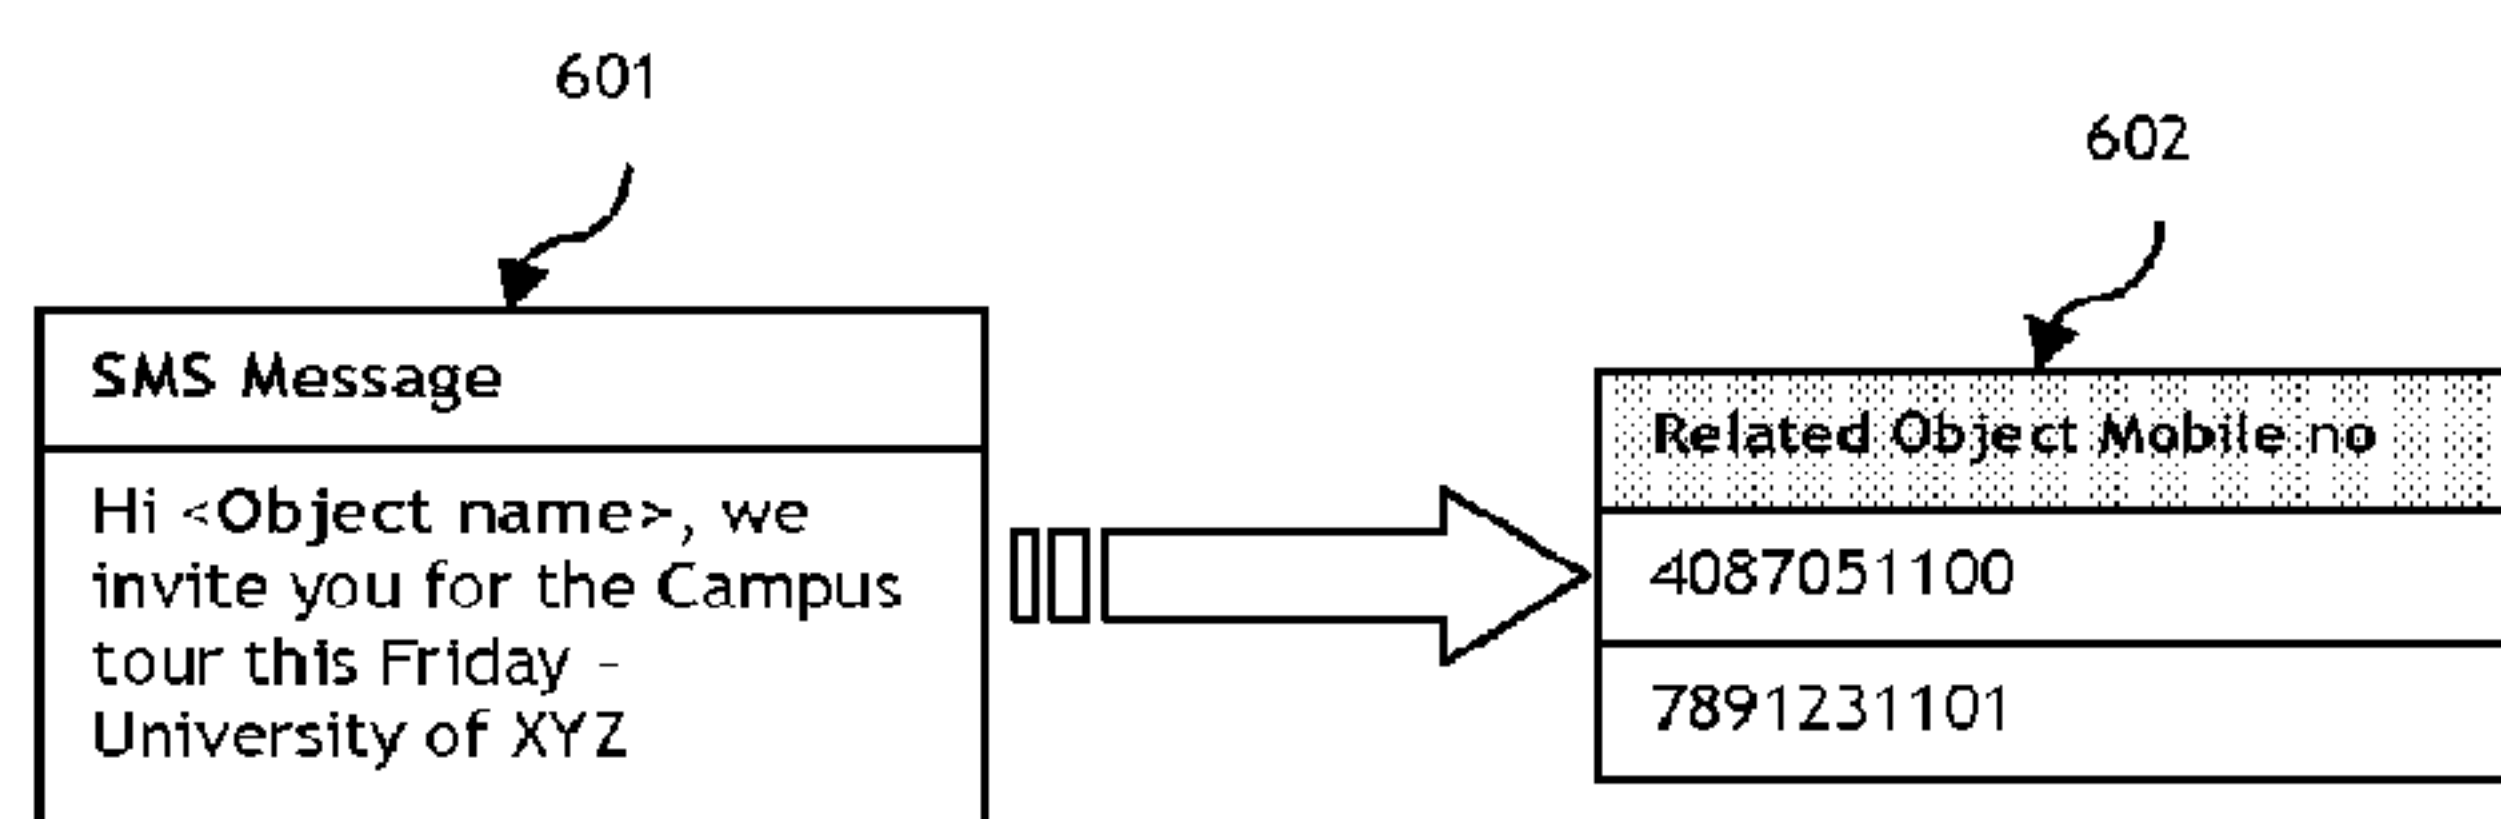 601
602
SMS Message
Hi <Object name>, we
invite you for the Campus
tour this Friday -
University of XYZ
Related Object Mobile no
4087051100
7891231101